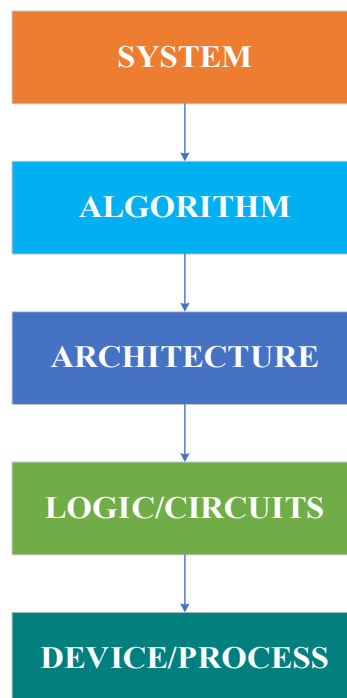 SYSTEM
ALGORITHM
ARCHITECTURE
LOGIC/CIRCUITS
DEVICE/PROCESS